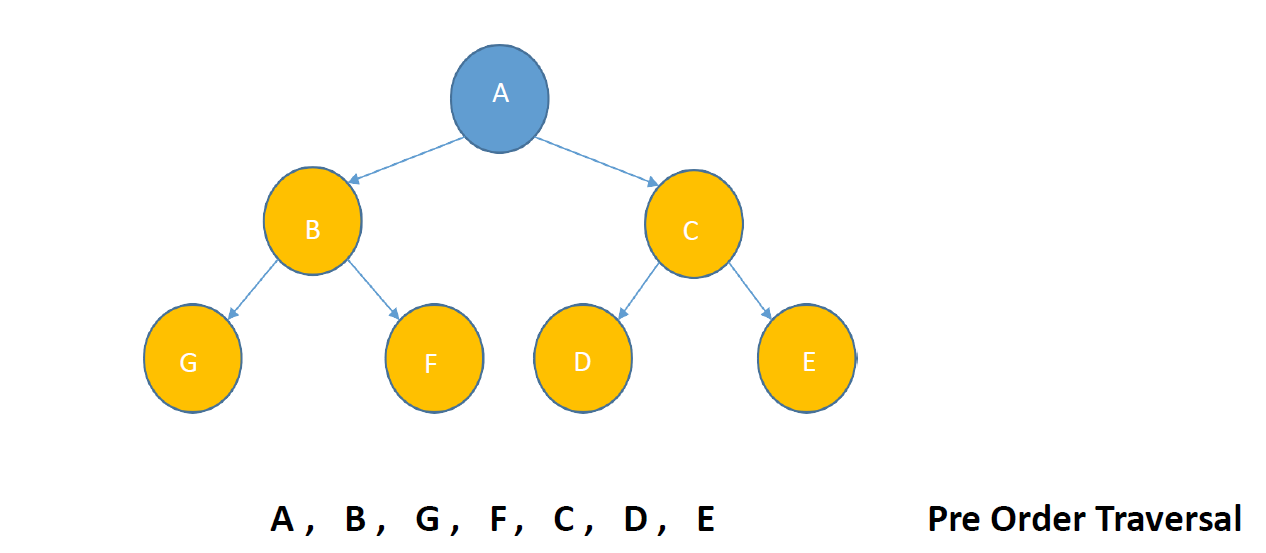 A
B
C
G
F
D
E
A , B , G , F , C , D , E
Pre Order Traversal